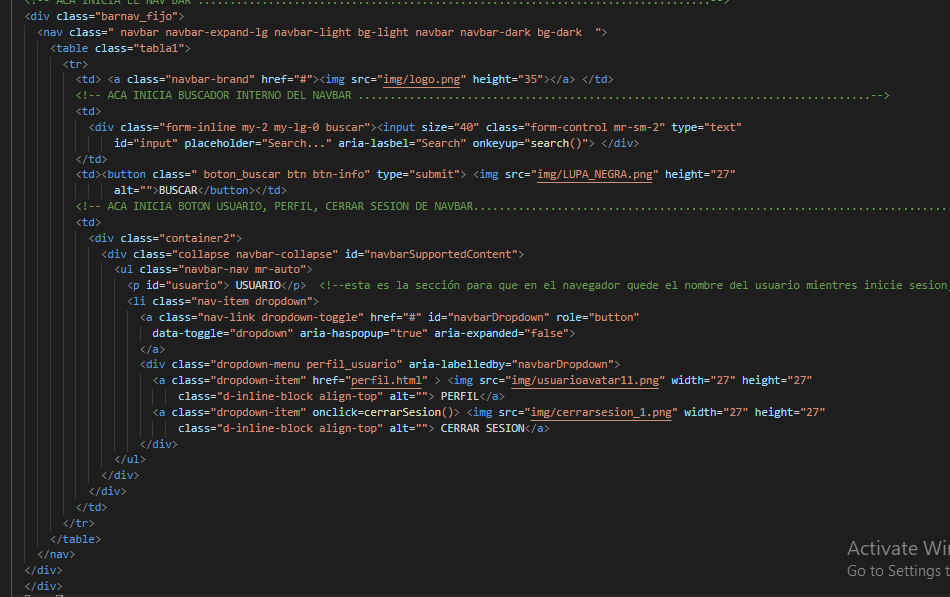 <!-- ACA INICIA EL NAV BAR ..............................................................................-->
<div class="barnav_fijo">
<nav class=" navbar navbar-expand-lg navbar-light bg-light navbar navbar-dark bg-dark  ">
<table class="tabla1">
<tr>
<td> <a class="navbar-brand" href="#"><img src="img/logo.png" height="35"></a> </td>
<!-- ACA INICIA BUSCADOR INTERNO DEL NAVBAR ..............................................................................-->
<td>
<div class="form-inline my-2 my-lg-0 buscar"><input size="40" class="form-control mr-sm-2" type="text"
id="input" placeholder="Search..." aria-lasbel="Search" onkeyup="search()"> </div>
</td>
<td><button class=" boton_buscar btn btn-info" type="submit"> <img src="img/LUPA_NEGRA.png" height="27"
alt="">BUSCAR</button></td>
<!-- ACA INICIA BOTON USUARIO, PERFIL, CERRAR SESION DE NAVBAR........................................................................
<td>
<div class="container2">
<div class="collapse navbar-collapse" id="navbarSupportedContent">
<ul class="navbar-nav mr-auto">
<p id="usuario"> USUARIO</p>  <!--esta es la sección para que en el navegador quede el nombre del usuario mientres inicie sesion
<li class="nav-item dropdown">
<a class="nav-link dropdown-toggle" href="#" id="navbarDropdown" role="button"
data-toggle="dropdown" aria-haspopup="true" aria-expanded="false">
</a>
<div class="dropdown-menu perfil_usuario" aria-labelledby="navbarDropdown">
<a class="dropdown-item" href="perfil.html" > <img src="img/usuarioavatar11.png" width="27" height="27"
class="d-inline-block align-top" alt=""> PERFIL</a>
<a class="dropdown-item" onclick=cerrarSesion()> <img src="img/cerrarsesion_1.png" width="27" height="27"
class="d-inline-block align-top" alt=""> CERRAR SESION</a>
</div>
</ul>
</div>
</div>
</td>
</tr>
</table>
</nav>
</div>
</div>
Activate Wi
Go to Settings t